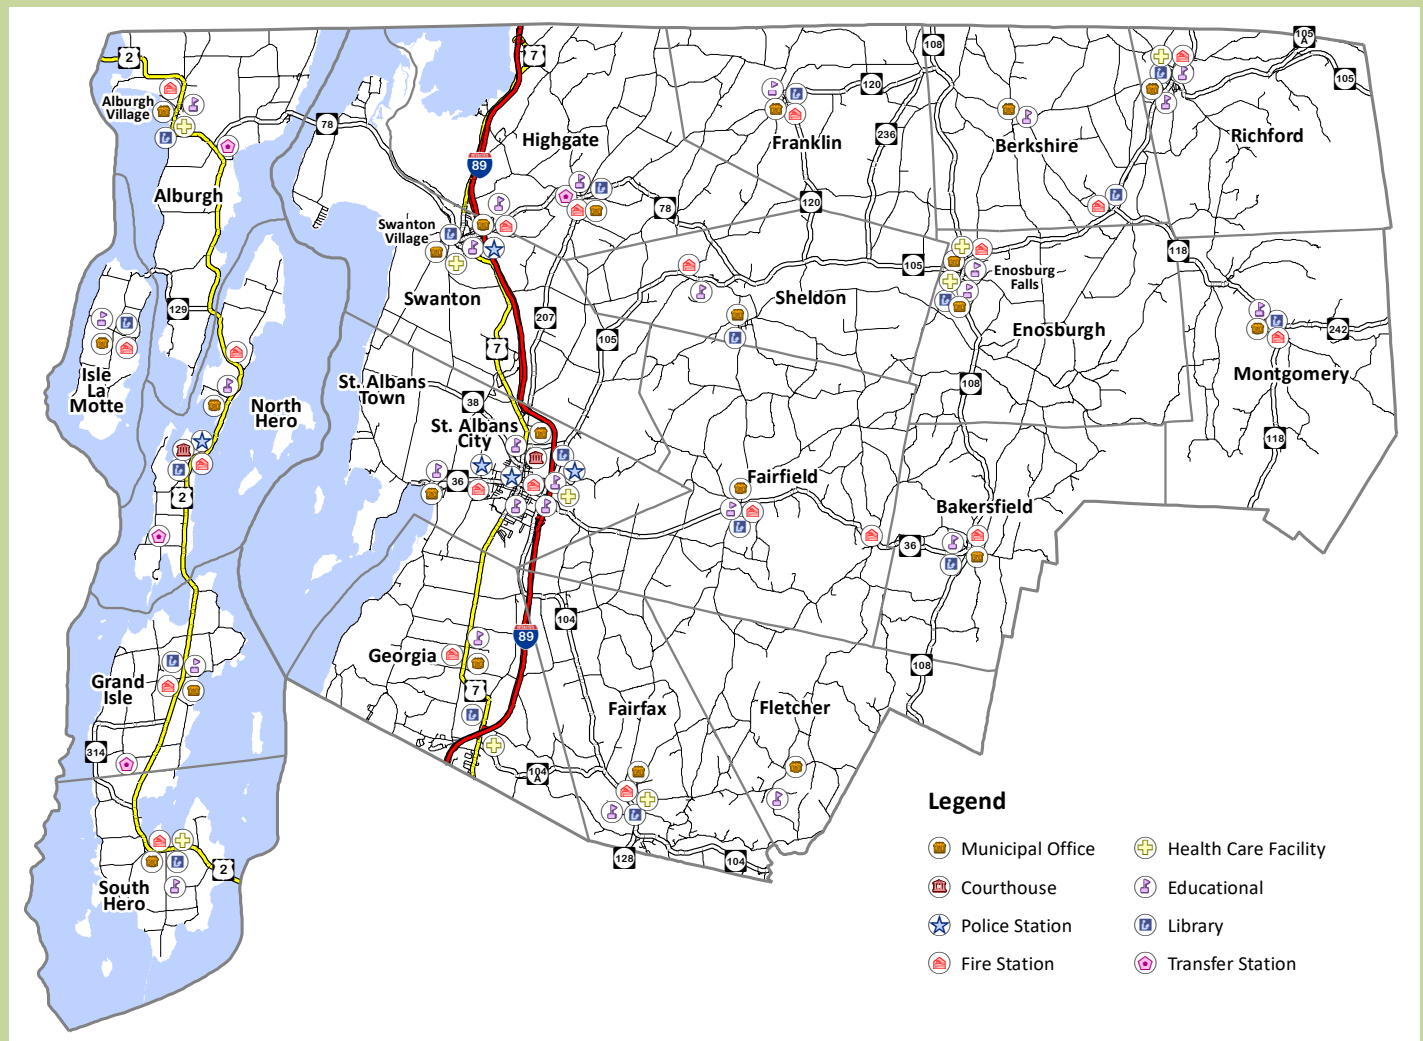 2
7
108
105
A
105
120
Alburgh
Village
78
Highgate
89
236
Franklin
Berkshire
Richford
Alburgh
78
120
Swanton
Village
118
105
Enosburg
Falls
Swanton
Sheldon
129
207
105
Enosburgh
242
7
Isle
La
Motte
St. Albans
Town
38
108
Montgomery
North
Hero
St. Albans
City
118
36
Fairfield
2
Bakersfield
36
104
89
Georgia
108
7
Grand
Isle
Fairfax
Fletcher
314
104
A
Legend
128
104
2
South
Hero
Municipal Office
Courthouse
Police Station
Fire Station
Health Care Facility
Educational
Library
Transfer Station